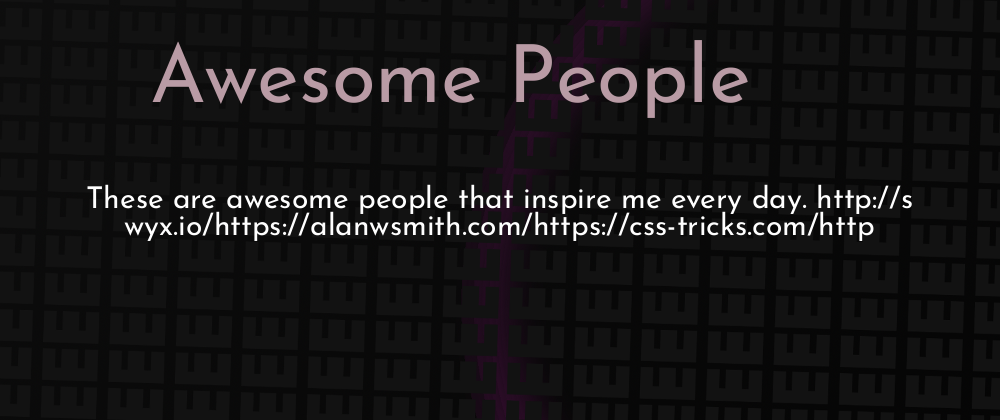 Awesome People
These are awesome people that inspire me every day. http://s
wyx.io/https://alanwsmith.com/https://css-tricks.com/http